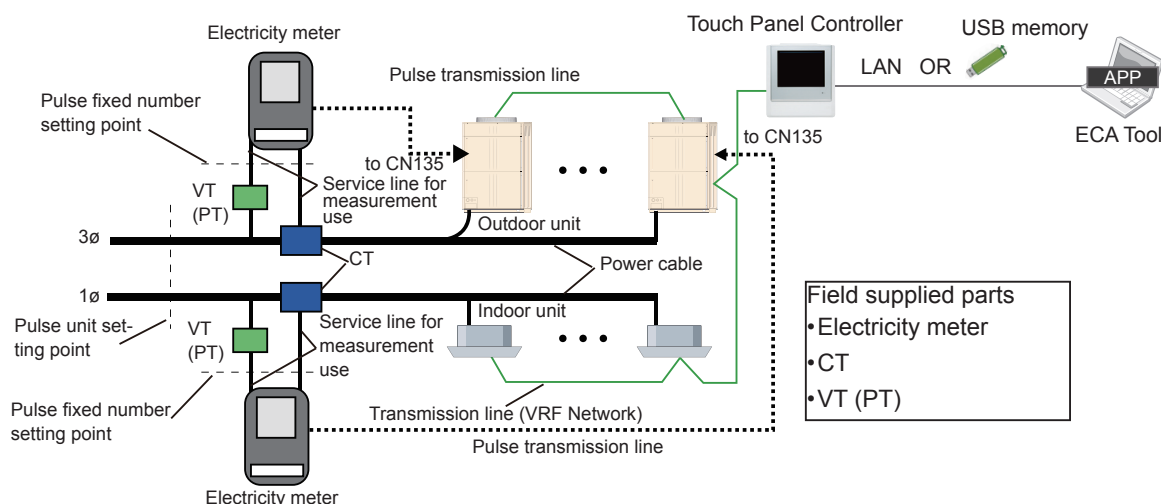 Electricity meter
Touch Panel Controller
USB memory
LAN OR
APP
ECA Tool
Pulse transmission line
Pulse fixed number
setting point
to CN135
to CN135
VT
(PT)
Service line for
measurement
use
Outdoor unit
3ø
CT
Power cable
1ø
Indoor unit
Pulse unit set-
ting point
VT
(PT)
Service line for
measurement
use
Field supplied parts
•Electricity meter
•CT
•VT (PT)
Pulse fixed number
setting point
Transmission line (VRF Network)
Pulse transmission line
Electricity meter